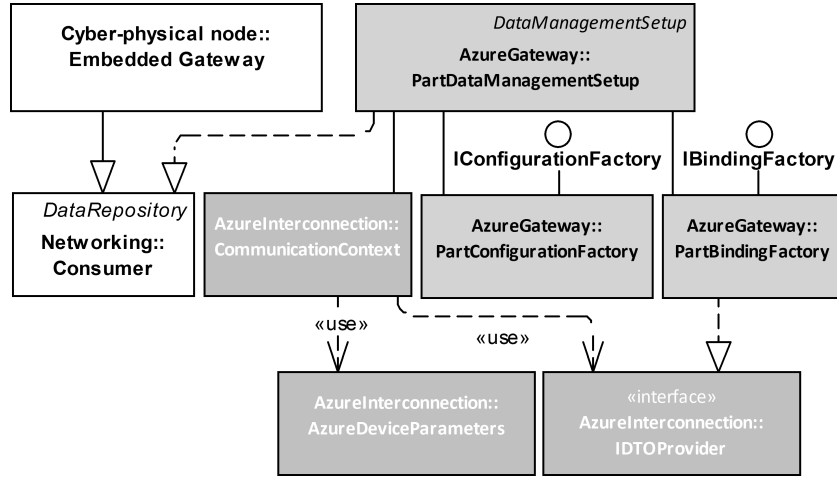 Cyber-physical node::
Embedded Gateway
DataManagementSetup
AzureGateway::
PartDataManagementSetup
IConfigurationFactory
IBindingFactory
DataRepository
Networking::
Consumer
AzureInterconnection::
CommunicationContext
AzureGateway::
PartConfigurationFactory
AzureGateway::
PartBindingFactory
«use»
«use»
AzureInterconnection::
AzureDeviceParameters
«interface»
AzureInterconnection::
IDTOProvider